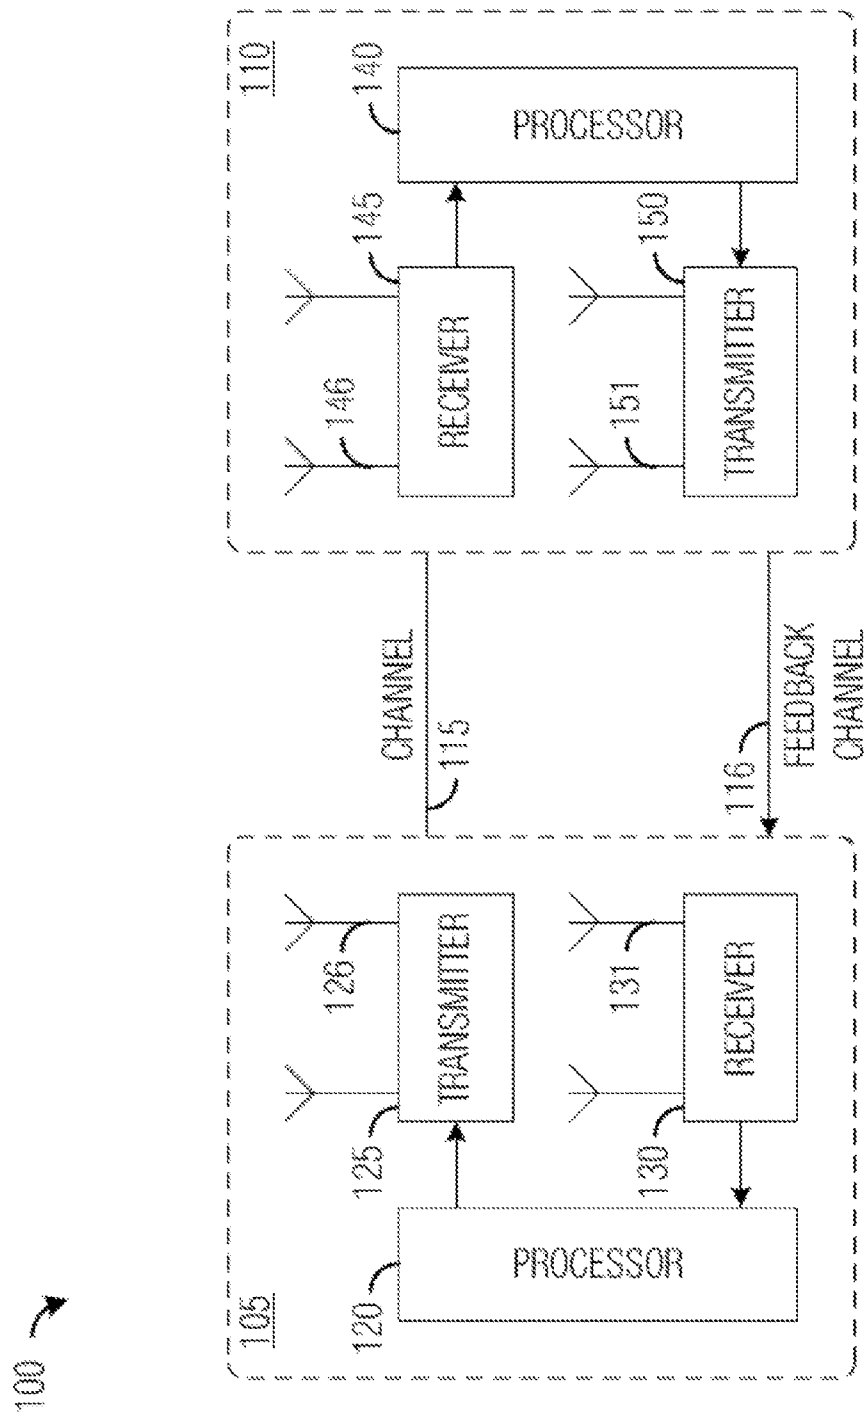 100
105
120
PROCESSOR
125
126
TRANSMITTER
130
131
RECEIVER
CHANNEL
115
116
FEEDBACK
CHANNEL
110
146
145
RECEIVER
140
PROCESSOR
151
150
TRANSMITTER